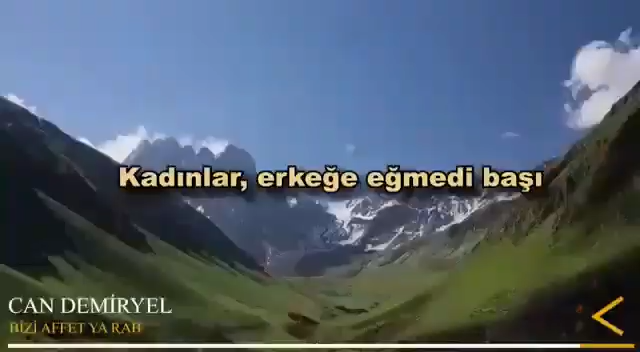 Kadınlar, erkeğe eğmedi başı
CAN DEMİRYEL
BİZİ AFFET YA RAB